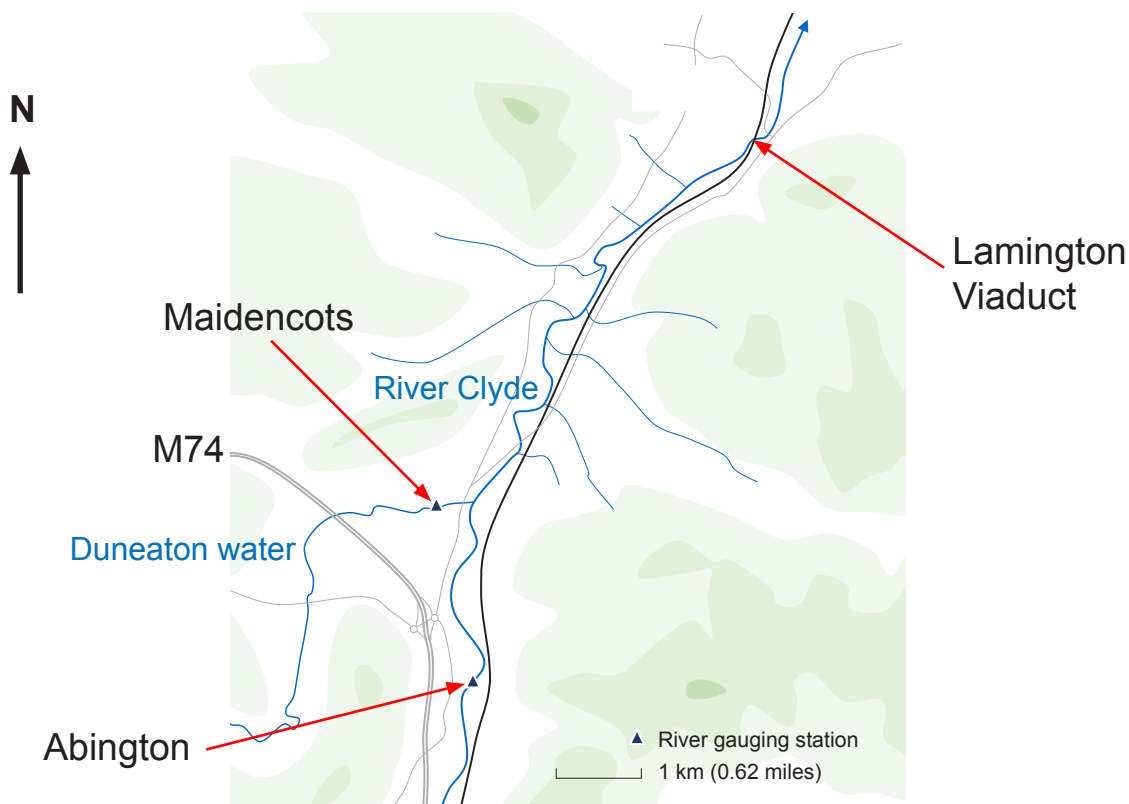 N
Lamington
Viaduct
Maidencots
River Clyde
M74
Duneaton water
Abington
River gauging station
1 km (0.62 miles)